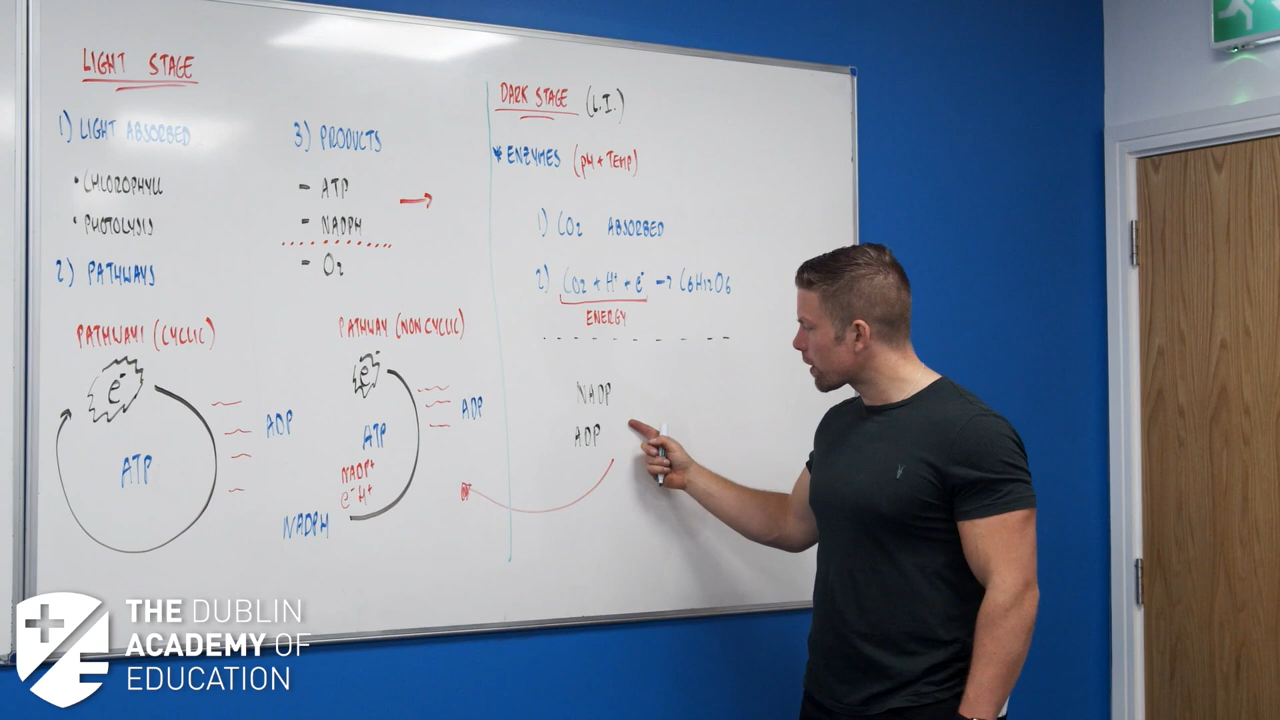 LIGHT STAGE
1) LIGHT ABSORBED
• CHLOROPHYLL
• PHOTOLYSIS
2) PATHWAYS
3) PRODUCTS
- ATP
- NADPH
- O2
PATHWAY1 (CYCLIC)
e-
ATP
ADP
PATHWAY (NON CYCLIC)
e-
ATP
ADP
NADP+
e- H+
NADPH
DARK STAGE (L.I.)
* ENZYMES (pH + TEMP)
1) CO2 ABSORBED
2) CO2 + H+ + e- → C6H12O6
ENERGY
NADP
ADP
THE DUBLIN
ACADEMY OF
EDUCATION